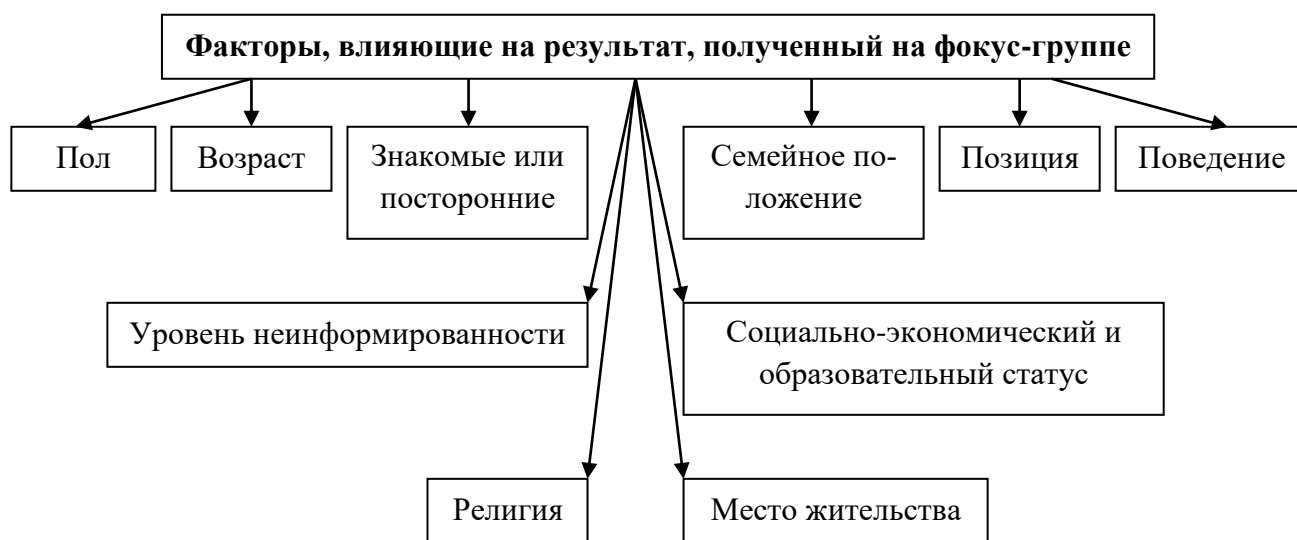 Факторы, влияющие на результат, полученный на фокус-группе
Пол
Возраст
Знакомые или
посторонние
Семейное по-
ложение
Позиция
Поведение
Уровень неинформированности
Социально-экономический и
образовательный статус
Религия
Место жительства